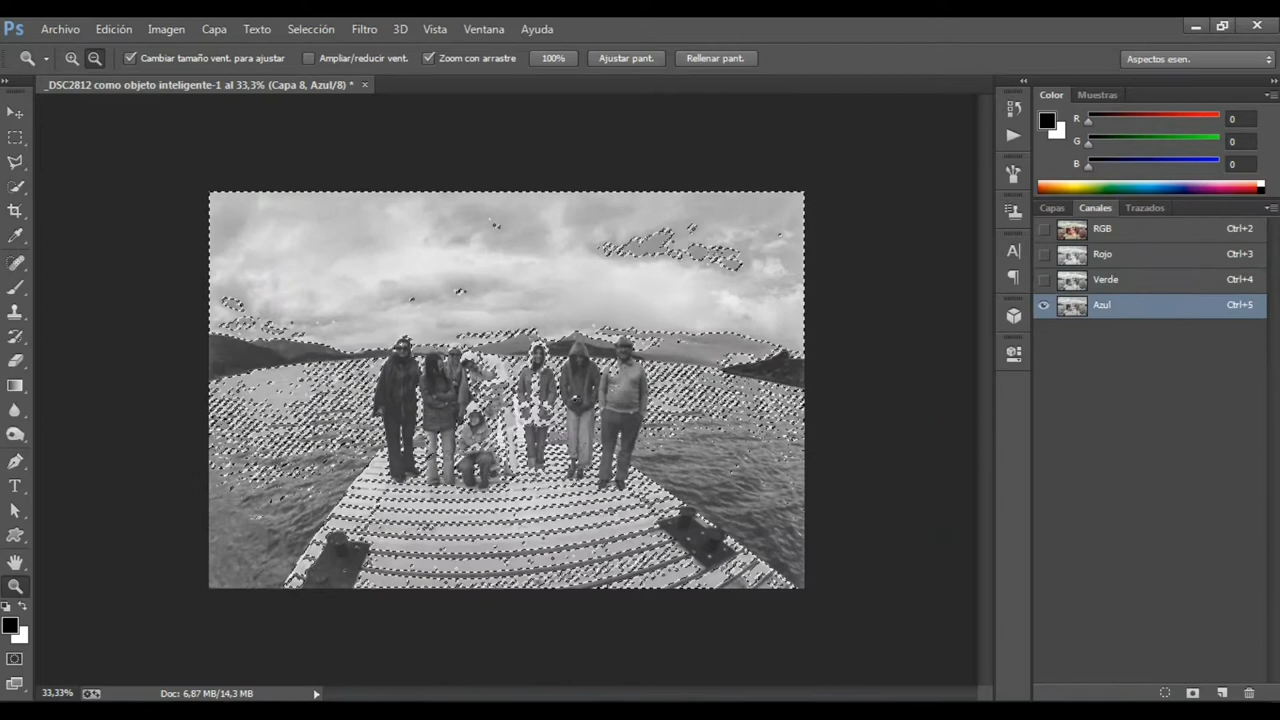 Ps Archivo Edición Imagen Capa Texto Selección Filtro 3D Vista Ventana Ayuda
Cambiar tamaño vent. para ajustar Ampliar/reducir vent. Zoom con arrastre 100% Ajustar pant. Rellenar pant. Aspectos esen.
_DSC2812 como objeto inteligente-1 al 33,3% (Capa 8, Azul/8) *
Color Muestras
R 0
G 0
B 0
Capas Canales Trazados
RGB Ctrl+2
Rojo Ctrl+3
Verde Ctrl+4
Azul Ctrl+5
33,33% Doc: 6,87 MB/14,3 MB